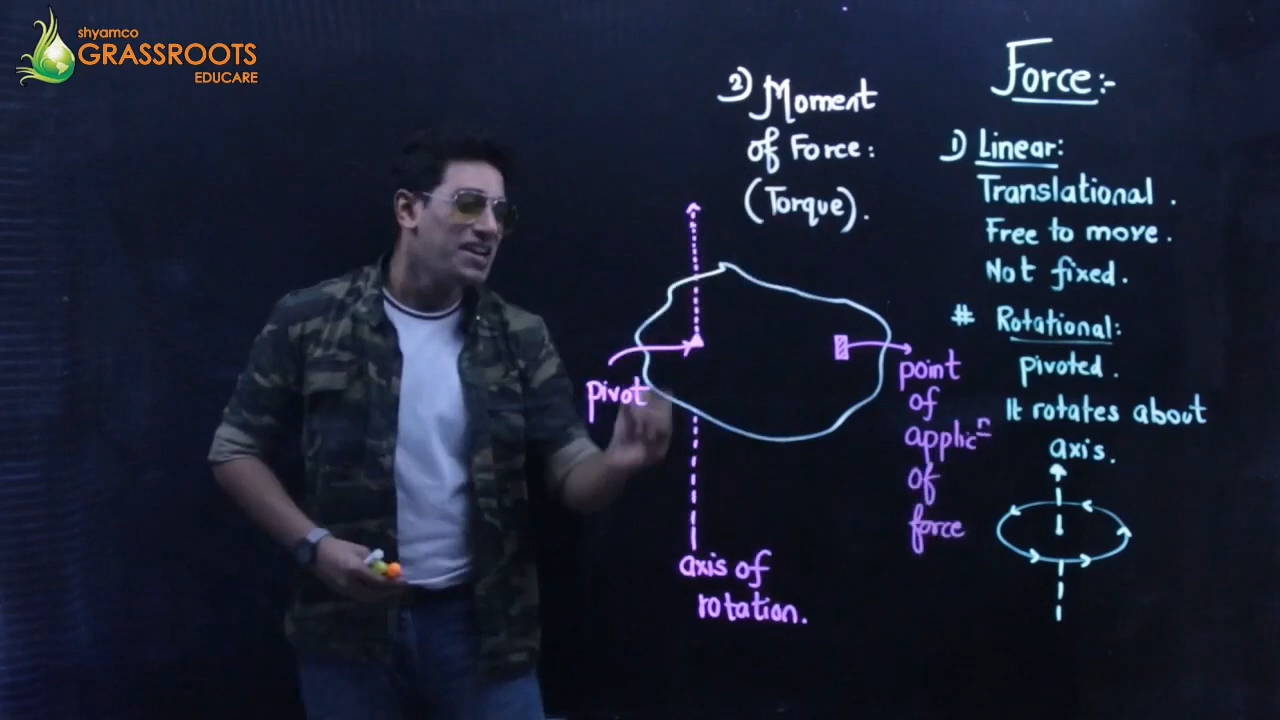 shyamco
GRASSROOTS
EDUCARE
Force:-
1) Linear:
Translational.
Free to move.
Not fixed.
# Rotational:
pivoted.
It rotates about
axis.
2) Moment
of Force:
(Torque).
pivot
point
of
applicn
of
force
axis of
rotation.